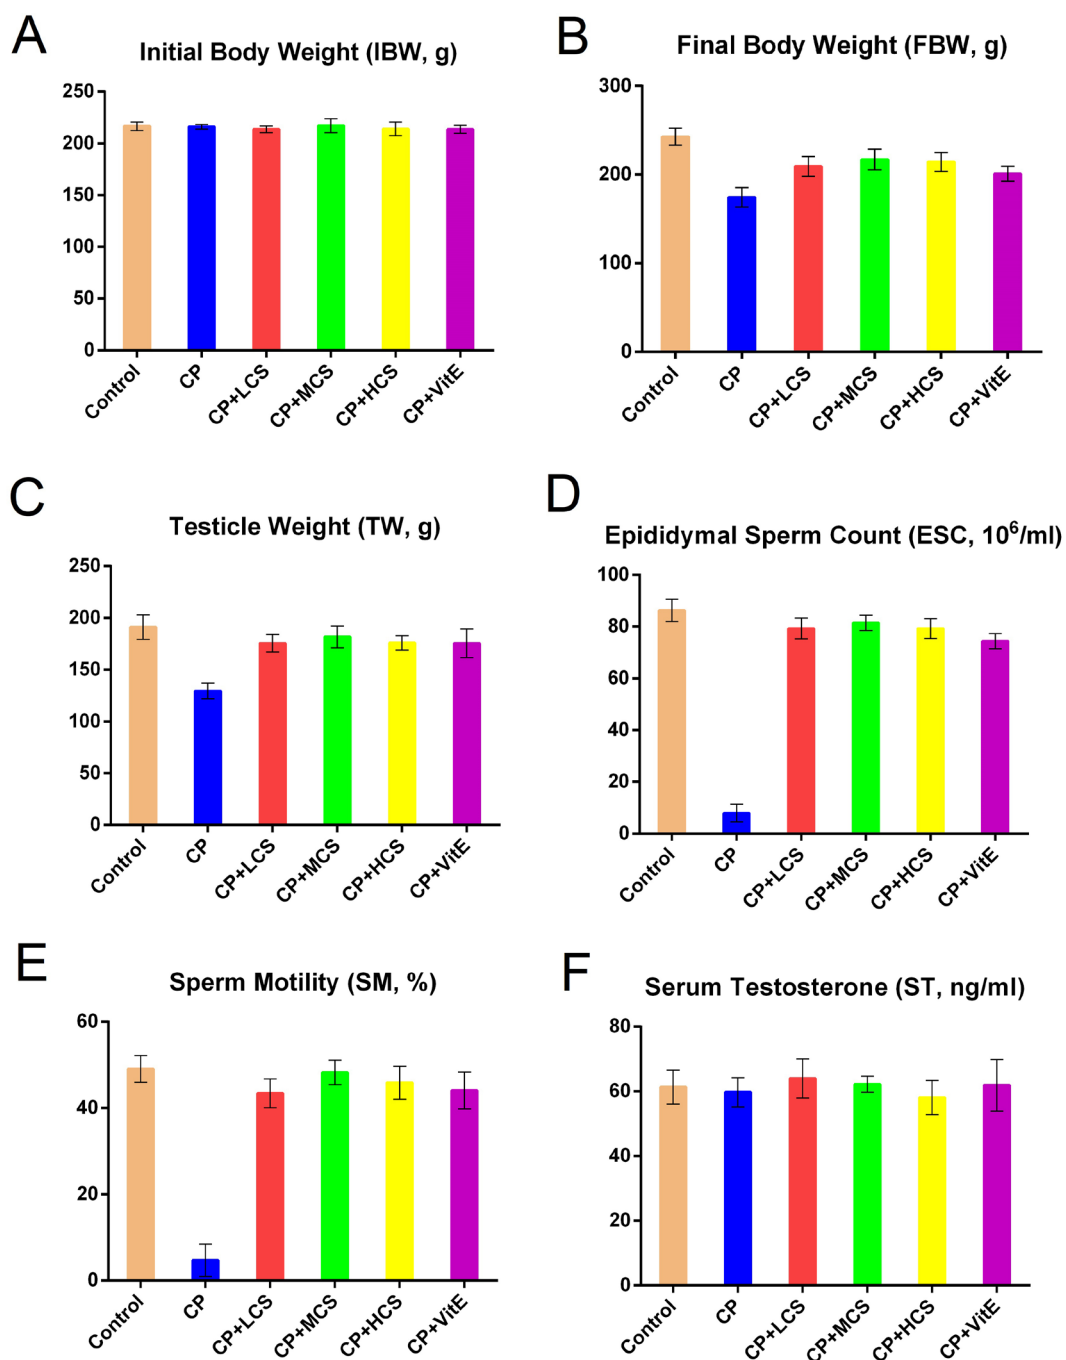 A
Initial Body Weight (IBW, g)
250
200
150
100
50
0
Control
CP
CP+LCS
CP+MCS
CP+HCS
CP+VitE
B
Final Body Weight (FBW, g)
300
200
100
0
Control
CP
CP+LCS
CP+MCS
CP+HCS
CP+VitE
C
Testicle Weight (TW, g)
250
200
150
100
50
0
Control
CP
CP+LCS
CP+MCS
CP+HCS
CP+VitE
D
Epididymal Sperm Count (ESC, 10⁶/ml)
100
80
60
40
20
0
Control
CP
CP+LCS
CP+MCS
CP+HCS
CP+VitE
E
Sperm Motility (SM, %)
60
40
20
0
Control
CP
CP+LCS
CP+MCS
CP+HCS
CP+VitE
F
Serum Testosterone (ST, ng/ml)
80
60
40
20
0
Control
CP
CP+LCS
CP+MCS
CP+HCS
CP+VitE